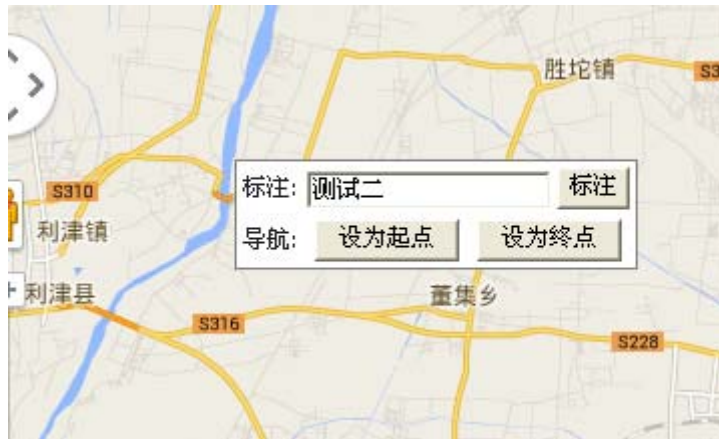 胜坨镇
S3
标注: 测试二 标注
S310
利津镇
导航: 设为起点 设为终点
利津县
董集乡
S316
S228